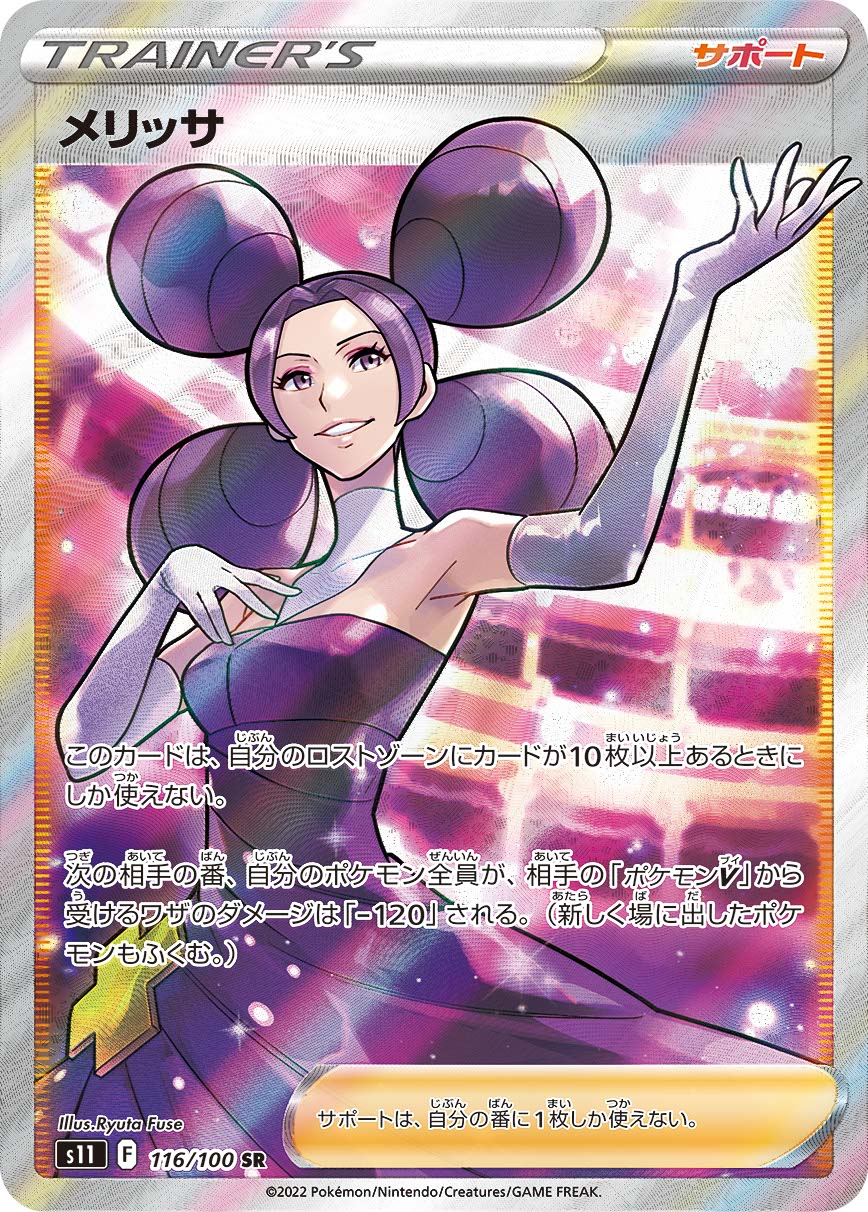 TRAINER'S サポート
メリッサ
このカードは、自分のロストゾーンにカードが10枚以上あるときに
しか使えない。
次の相手の番、自分のポケモン全員が、相手の「ポケモンV」から
受けるワザのダメージは「-120」される。（新しく場に出したポケ
モンもふくむ。）
サポートは、自分の番に1枚しか使えない。
Illus.Ryuta Fuse
s11 F 116/100 SR
©2022 Pokémon/Nintendo/Creatures/GAME FREAK.